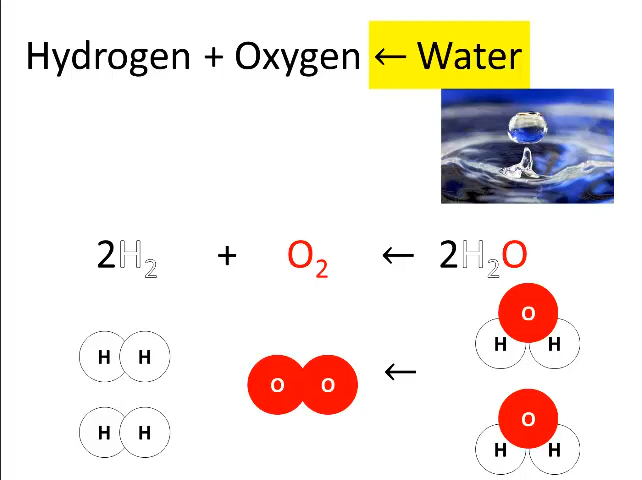 Hydrogen + Oxygen ← Water
2H₂ + O₂ ← 2H₂O
O
H H
H H
O O
←
O
H H
H H